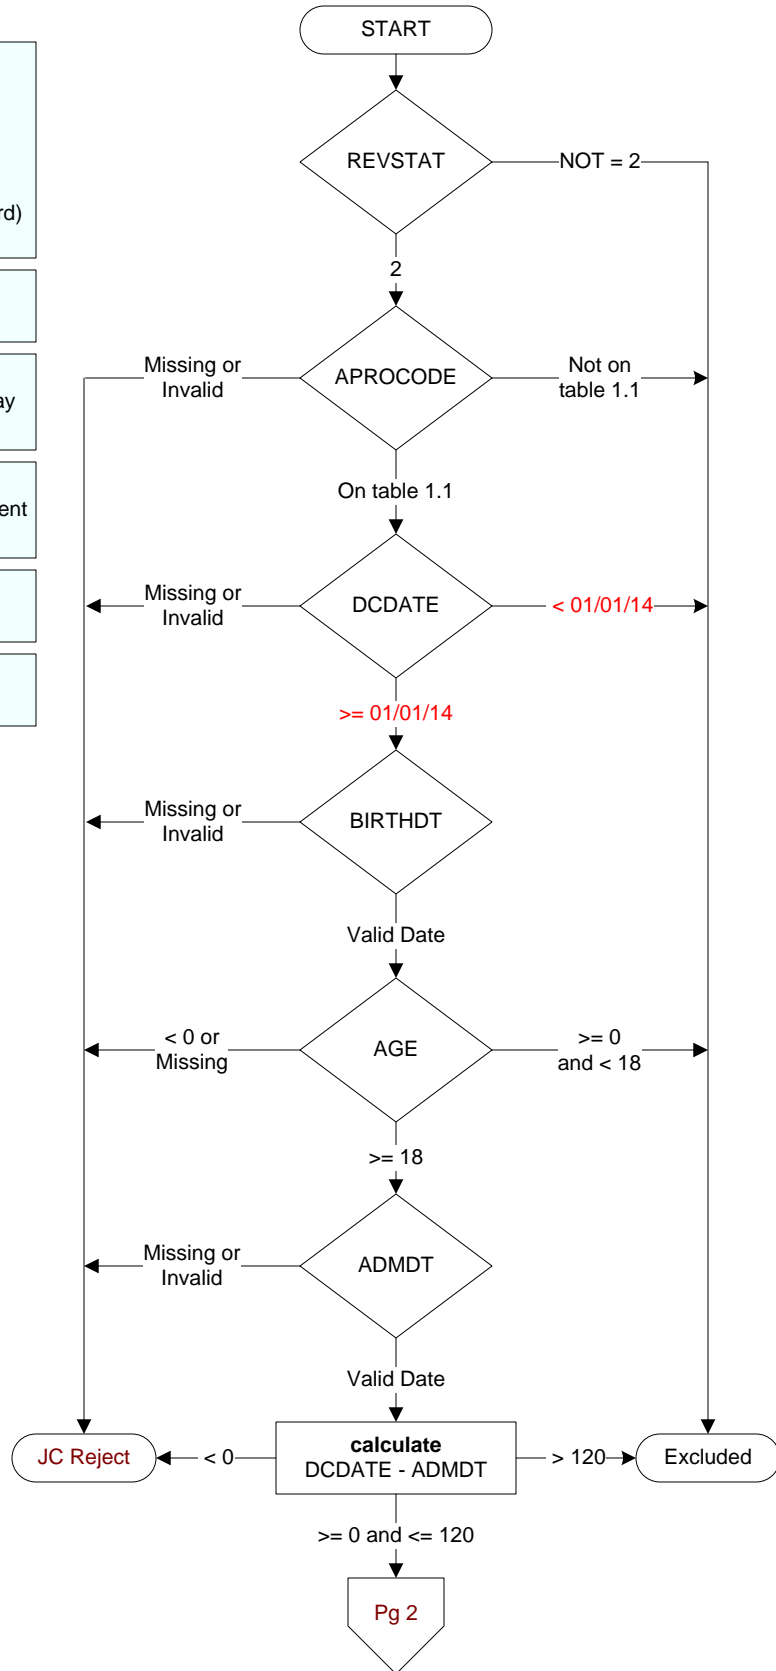 START
REVSTAT
NOT = 2
rd)
2
Missing or
Invalid
APROCODE
Not on
table 1.1
ay
On table 1.1
ent
Missing or
Invalid
DCDATE
< 01/01/14
>= 01/01/14
Missing or
Invalid
BIRTHDT
Valid Date
< 0 or
Missing
AGE
>= 0
and < 18
>= 18
Missing or
Invalid
ADMDT
Valid Date
JC Reject
< 0
calculate
DCDATE - ADMDT
> 120
Excluded
>= 0 and <= 120
Pg 2